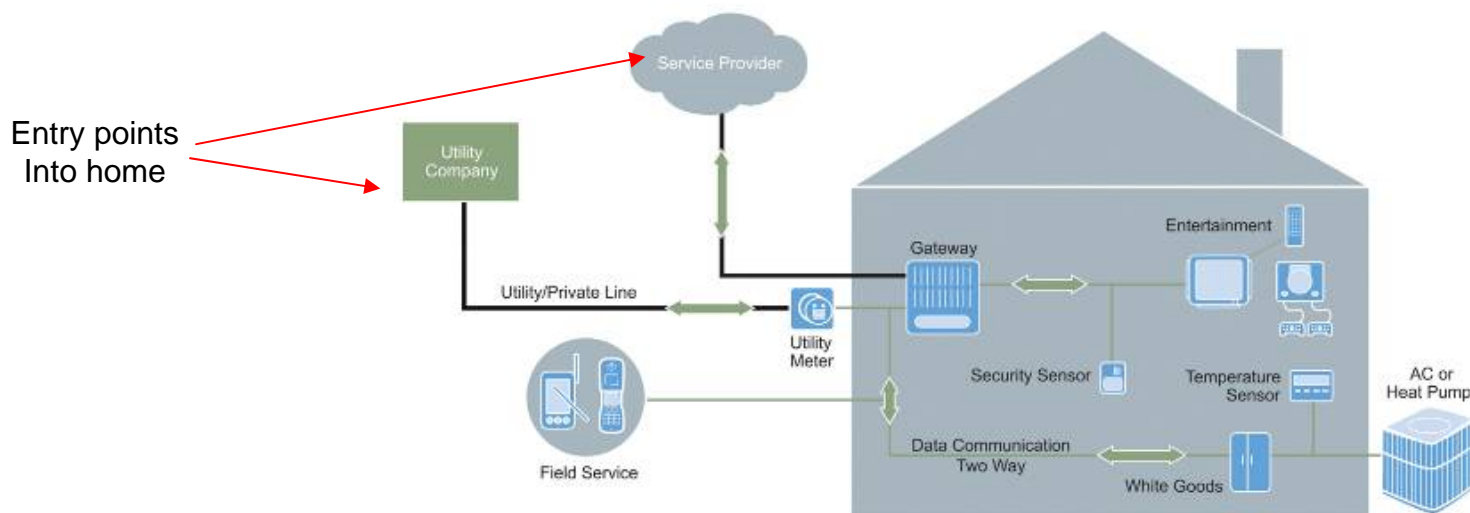 Service Provider
Entry points
Into home
Utility
Company
Entertainment
Gateway
Utility/Private Line
Utility
Meter
Security Sensor
Temperature
Sensor
AC or
Heat Pump
Data Communication
Two Way
Field Service
White Goods